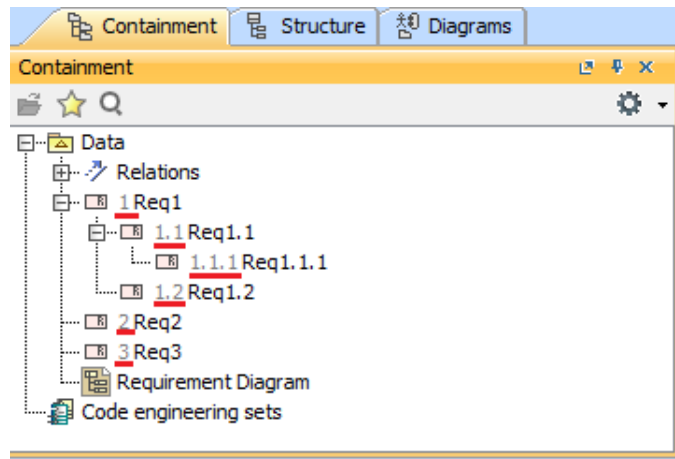 Containment Structure Diagrams
Containment
Data
Relations
1 Req1
1.1 Req1.1
1.1.1 Req1.1.1
1.2 Req1.2
2 Req2
3 Req3
Requirement Diagram
Code engineering sets